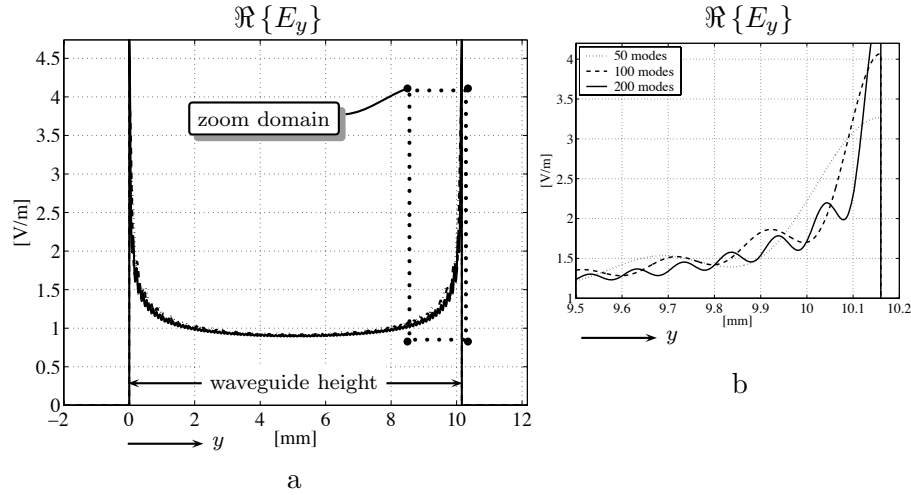 ℜ {E_y}
4.5
4
3.5
3
2.5
2
1.5
1
0.5
0
[V/m]
zoom domain
waveguide height
−2 0 2 4 6 8 10 12
[mm]
y
a
ℜ {E_y}
50 modes
100 modes
200 modes
4
3.5
3
2.5
2
1.5
1
[V/m]
9.5 9.6 9.7 9.8 9.9 10 10.1 10.2
[mm]
y
b